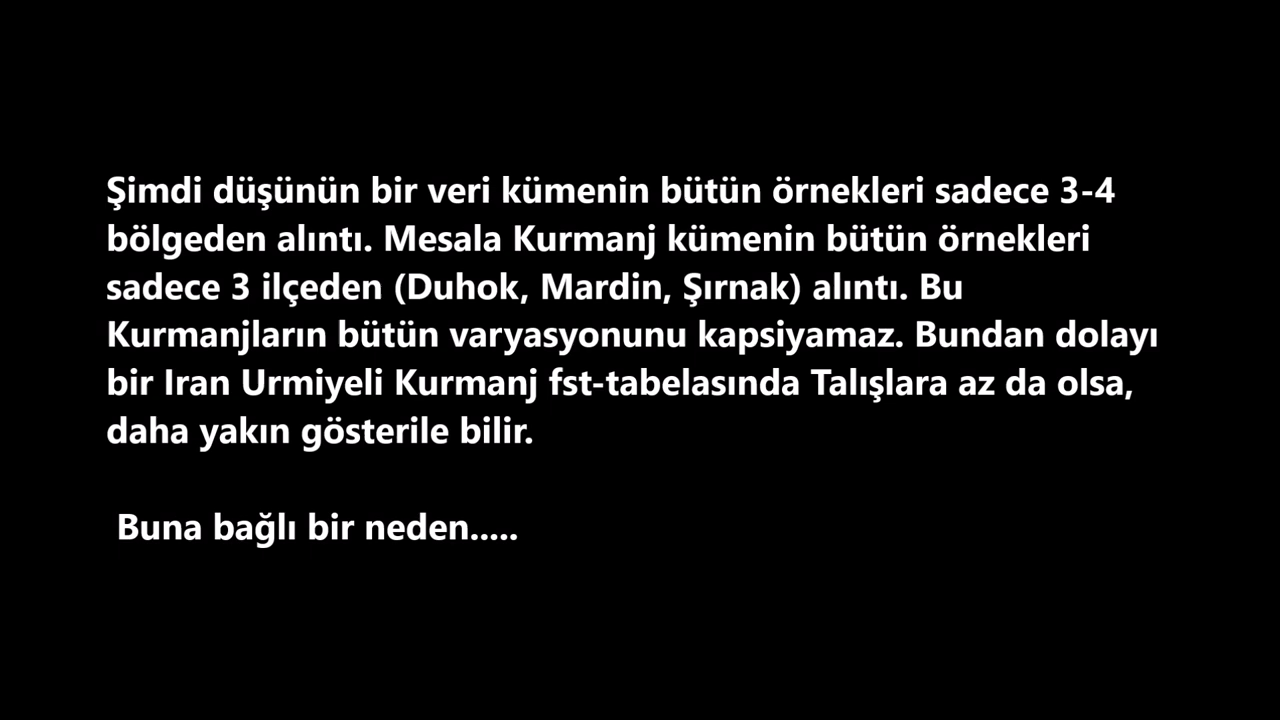 Şimdi düşünün bir veri kümenin bütün örnekleri sadece 3-4
bölgeden alıntı. Mesala Kurmanj kümenin bütün örnekleri
sadece 3 ilçeden (Duhok, Mardin, Şırnak) alıntı. Bu
Kurmanjların bütün varyasyonunu kapsiyamaz. Bundan dolayı
bir Iran Urmiyeli Kurmanj fst-tabelasında Talışlara az da olsa,
daha yakın gösterile bilir.
Buna bağlı bir neden.....